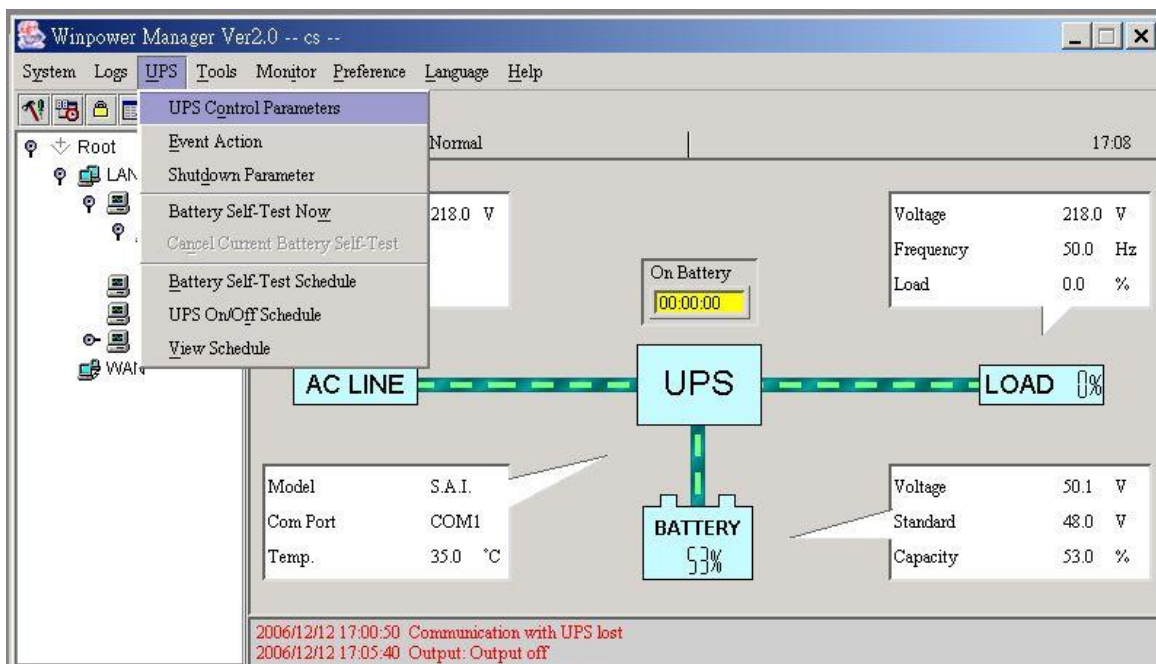 Winpower Manager Ver2.0 -- cs --
System Logs UPS Tools Monitor Preference Language Help
UPS Control Parameters
Event Action
Shutdown Parameter
Battery Self-Test Now
Cancel Current Battery Self-Test
Battery Self-Test Schedule
UPS On/Off Schedule
View Schedule
Root
LAN
WAN
Normal
17:08
218.0 V
On Battery
00:00:00
Voltage 218.0 V
Frequency 50.0 Hz
Load 0.0 %
AC LINE
UPS
LOAD 0%
Model S.A.I.
Com Port COM1
Temp. 35.0 °C
BATTERY
53%
Voltage 50.1 V
Standard 48.0 V
Capacity 53.0 %
2006/12/12 17:00:50 Communication with UPS lost
2006/12/12 17:05:40 Output: Output off